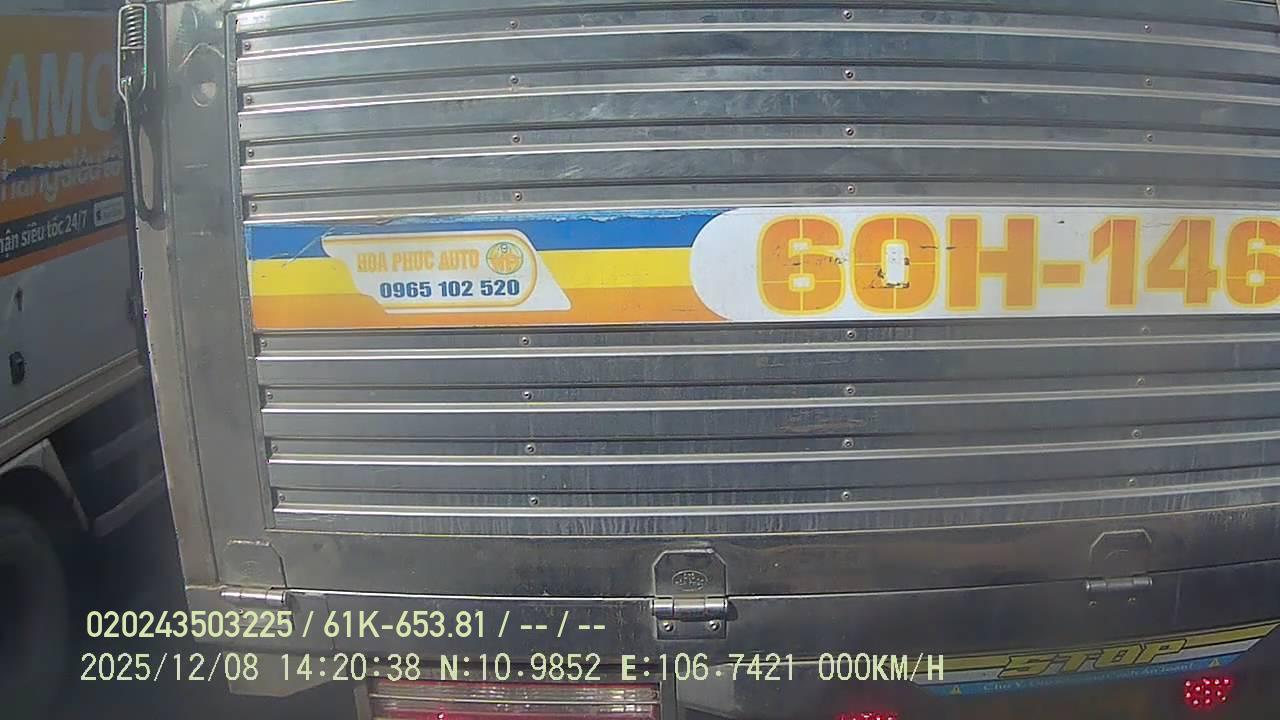 AMO
hận siêu tốc 24/7
60H-146
HOA PHUC AUTO
0965 102 520
STOP
020243503225 / 61K-653.81 / -- / --
2025/12/08 14:20:38 N:10.9852 E:106.7421 000KM/H